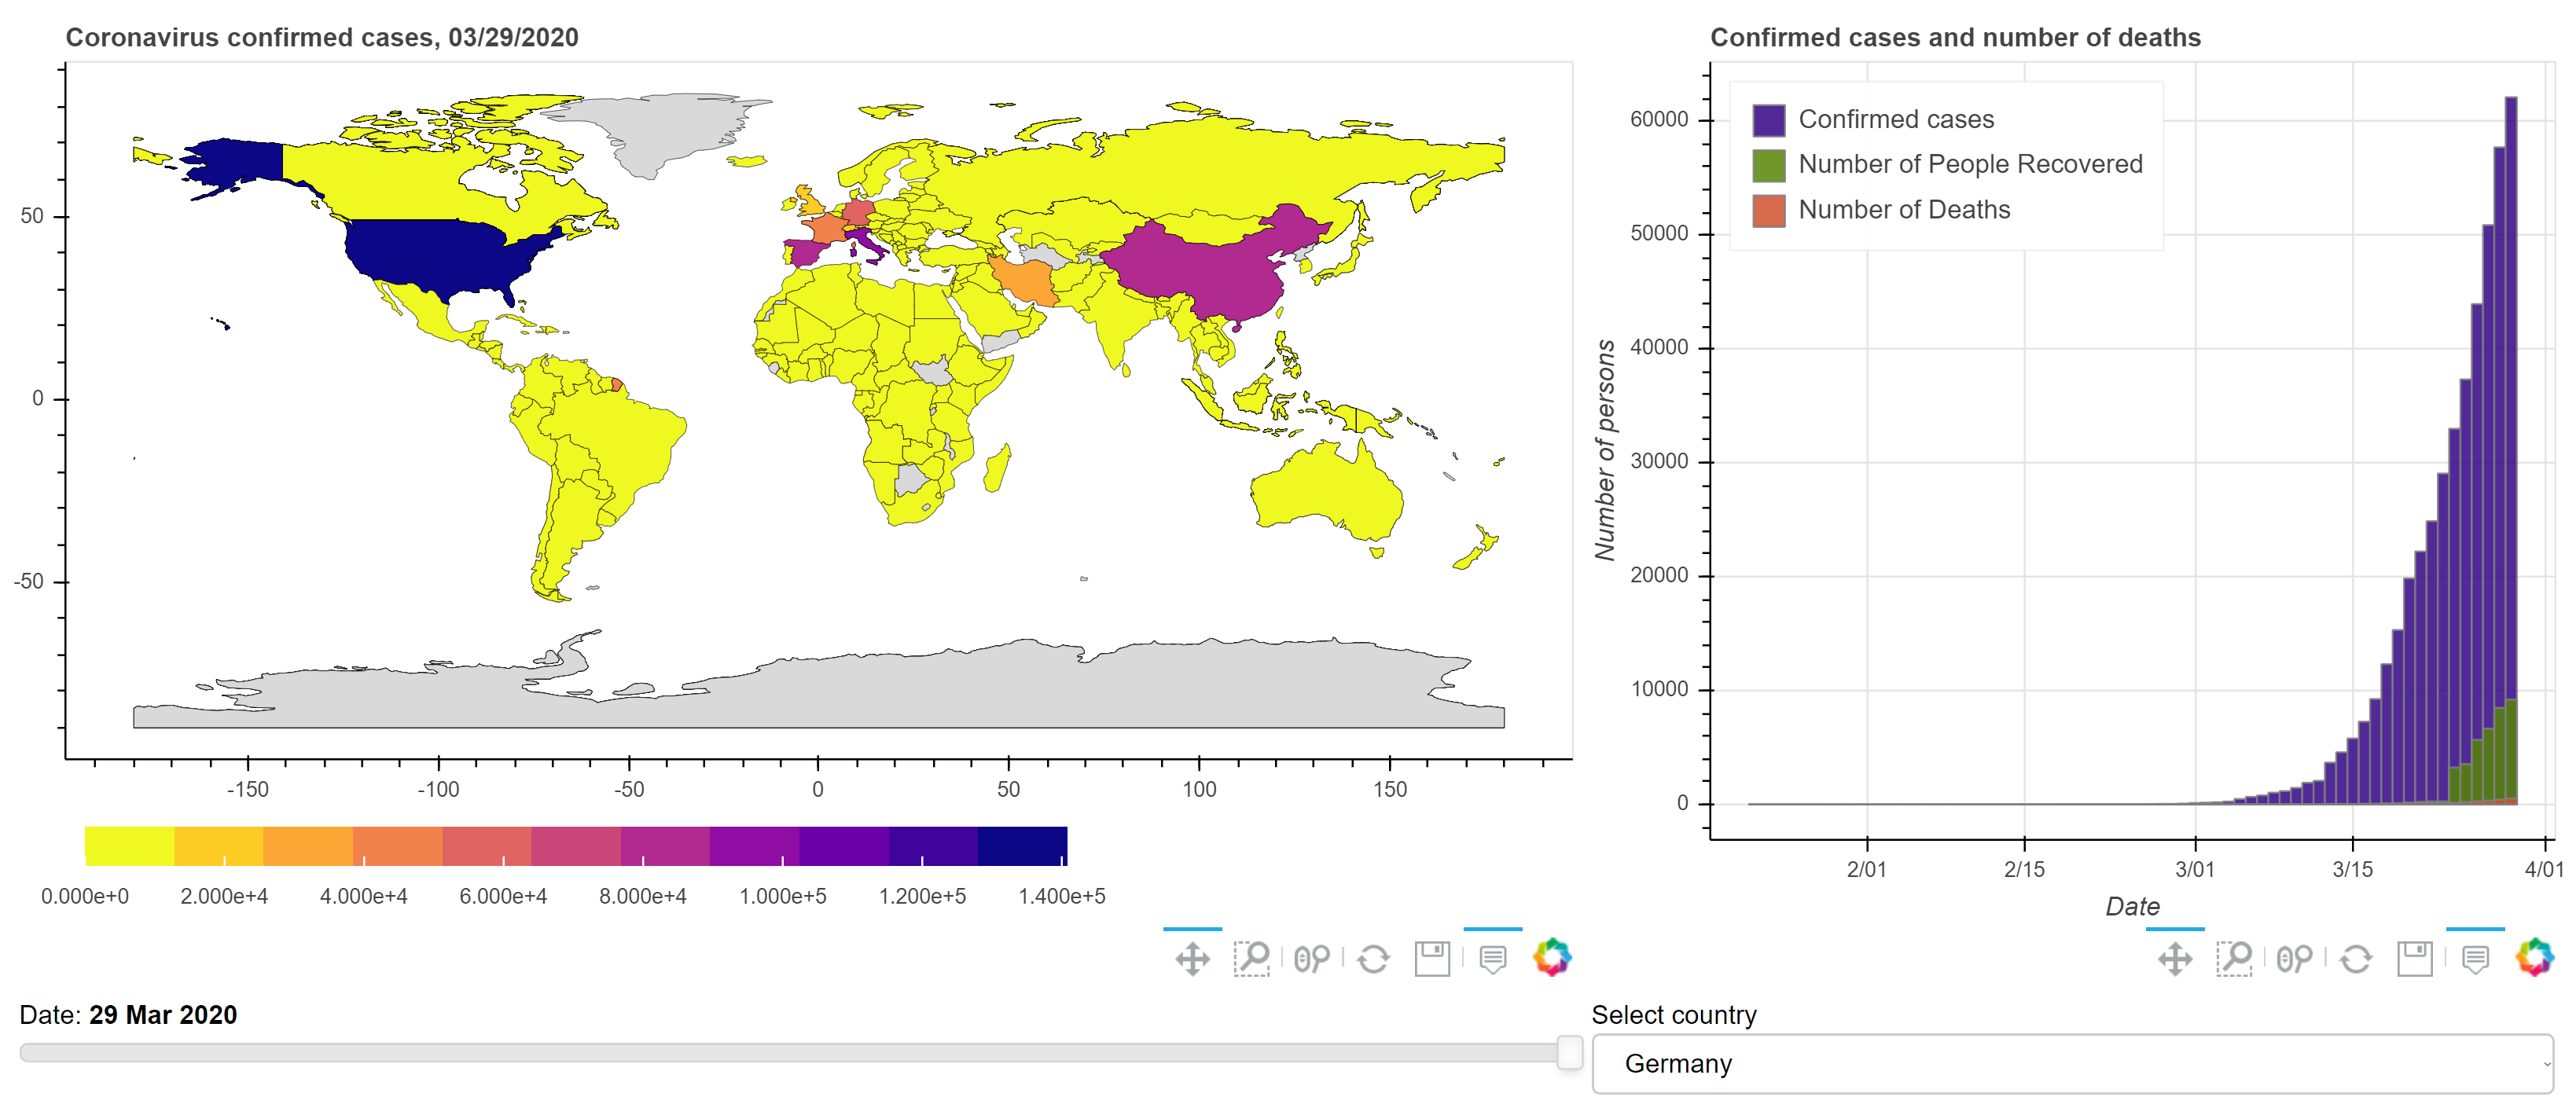 Coronavirus confirmed cases, 03/29/2020
50
0
-50
-150
-100
-50
0
50
100
150
0.000e+0
2.000e+4
4.000e+4
6.000e+4
8.000e+4
1.000e+5
1.200e+5
1.400e+5
Confirmed cases and number of deaths
Confirmed cases
Number of People Recovered
Number of Deaths
Number of persons
60000
50000
40000
30000
20000
10000
0
2/01
2/15
3/01
3/15
4/01
Date
Date: 29 Mar 2020
Select country
Germany